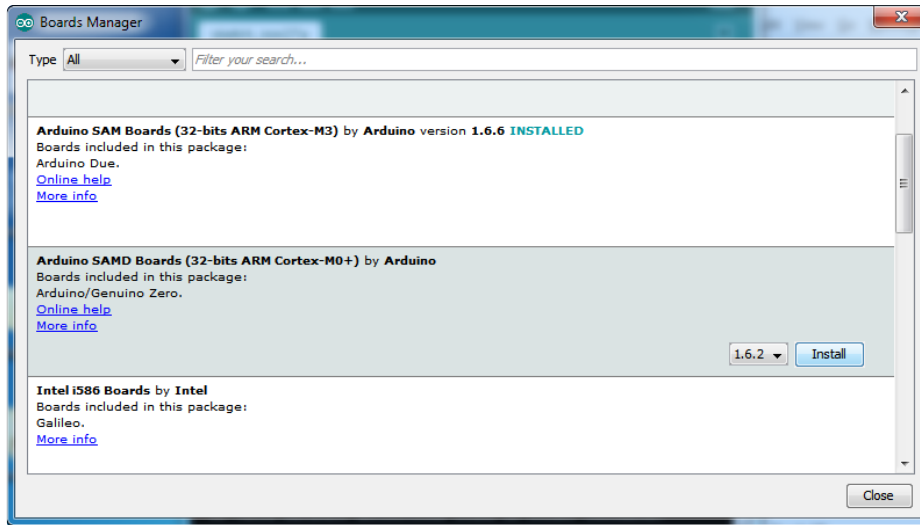 Boards Manager
Type All Filter your search...
Arduino SAM Boards (32-bits ARM Cortex-M3) by Arduino version 1.6.6 INSTALLED
Boards included in this package:
Arduino Due.
Online help
More info
Arduino SAMD Boards (32-bits ARM Cortex-M0+) by Arduino
Boards included in this package:
Arduino/Genuino Zero.
Online help
More info
1.6.2 Install
Intel i586 Boards by Intel
Boards included in this package:
Galileo.
More info
Close